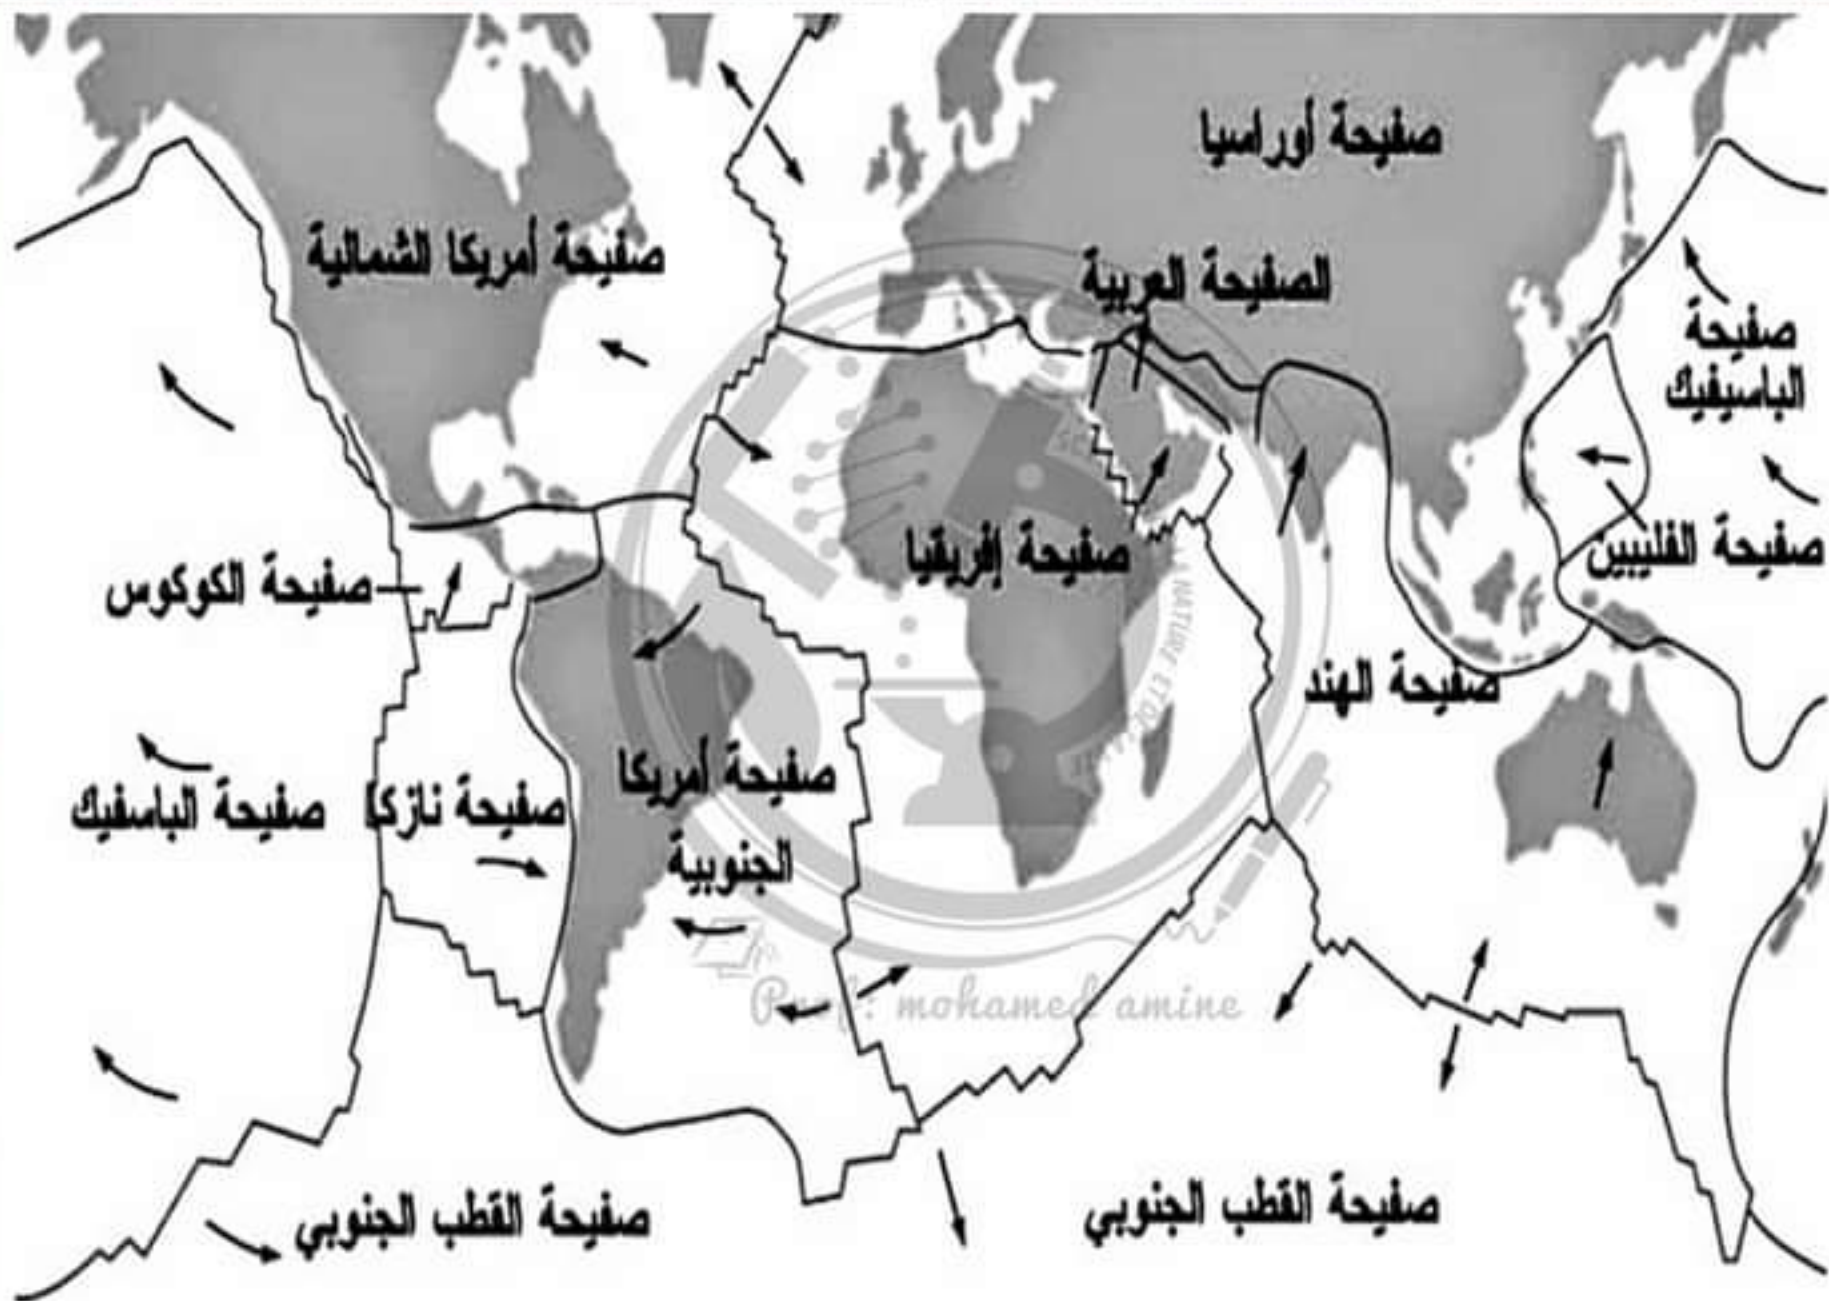 صفيحة أوراسيا
صفيحة أمريكا الشمالية
الصفيحة العربية
صفيحة
الباسيفيك
صفيحة الفليبين
صفيحة إفريقيا
صفيحة الكوكوس
صفيحة الهند
صفيحة أمريكا
الجنوبية
صفيحة نازكا
صفيحة الباسفيك
Prof: mohamed amine
صفيحة القطب الجنوبي
صفيحة القطب الجنوبي